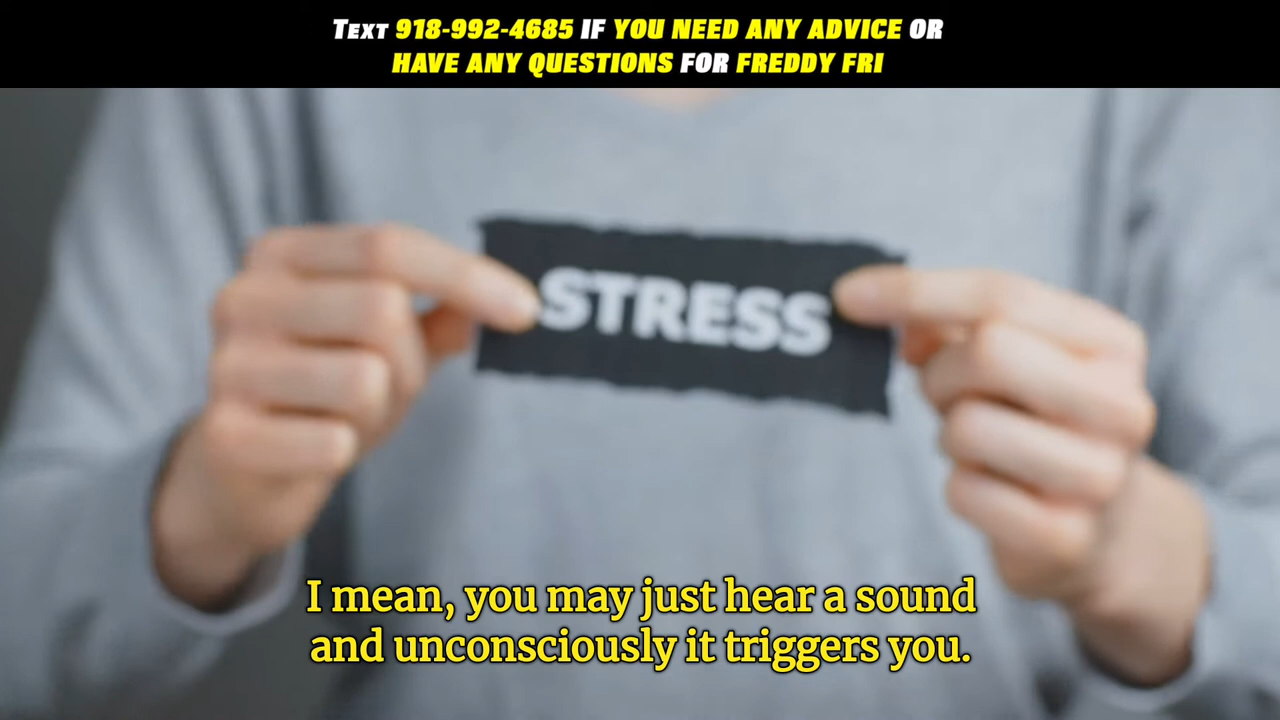 Text 918-992-4685 IF YOU NEED ANY ADVICE OR
HAVE ANY QUESTIONS FOR FREDDY FRI
STRESS
I mean, you may just hear a sound
and unconsciously it triggers you.